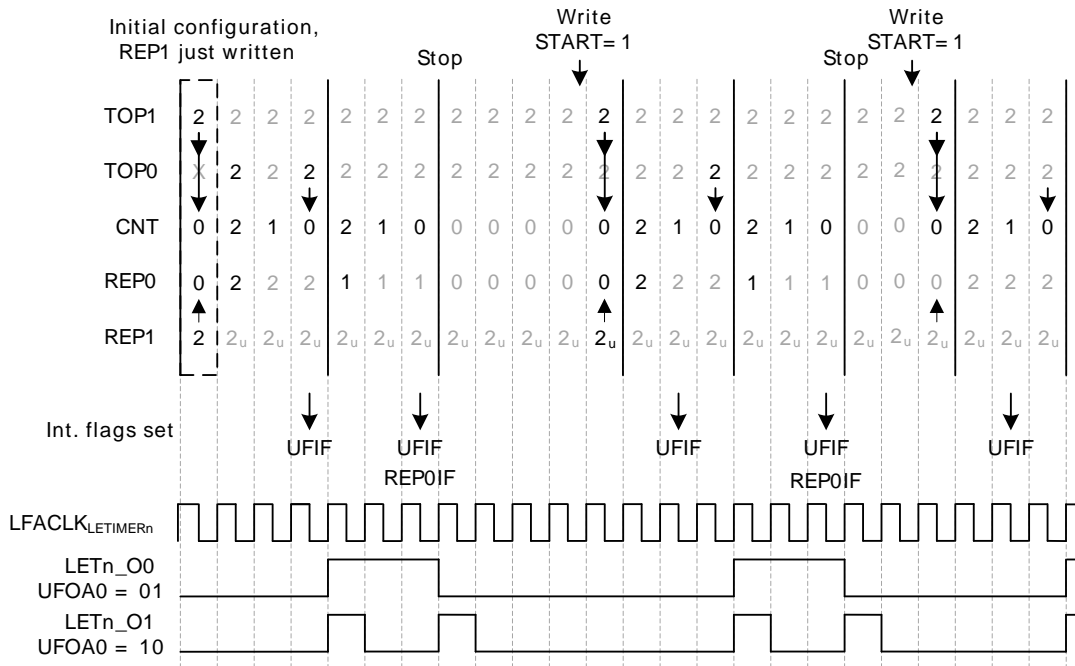 Initial configuration,
REP1 just written
Stop
Write
START= 1
Stop
Write
START= 1
TOP1 2 2 2 2 2 2 2 2 2 2 2 2 2 2 2 2 2 2 2 2 2 2 2 2
TOP0 X 2 2 2 2 2 2 2 2 2 2 2 2 2 2 2 2 2 2 2 2 2 2 2
CNT 0 2 1 0 2 1 0 0 0 0 0 0 2 1 0 2 1 0 0 0 0 2 1 0
REP0 0 2 2 2 1 1 1 0 0 0 0 0 2 2 2 1 1 1 0 0 0 2 2 2
REP1 2 2u 2u 2u 2u 2u 2u 2u 2u 2u 2u 2u 2u 2u 2u 2u 2u 2u 2u 2u 2u 2u 2u 2u
Int. flags set
UFIF
UFIF
REP0IF
UFIF
UFIF
REP0IF
UFIF
LFACLKLETIMERn
LETn_O0
UFOA0 = 01
LETn_O1
UFOA0 = 10